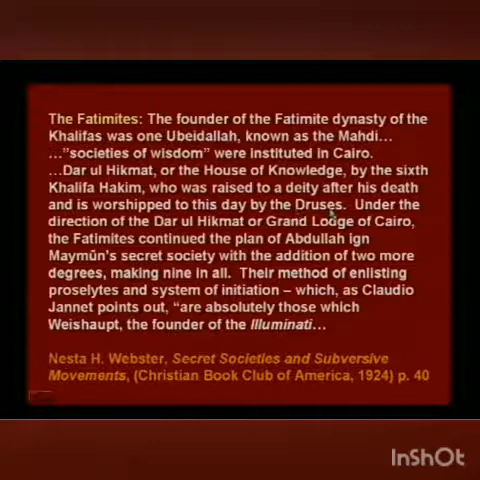 The Fatimites: The founder of the Fatimite dynasty of the
Khalifas was one Ubeidallah, known as the Mahdi…
…"societies of wisdom" were instituted in Cairo.
…Dar ul Hikmat, or the House of Knowledge, by the sixth
Khalifa Hakim, who was raised to a deity after his death
and is worshipped to this day by the Druses. Under the
direction of the Dar ul Hikmat or Grand Lodge of Cairo,
the Fatimites continued the plan of Abdullah ign
Maymūn's secret society with the addition of two more
degrees, making nine in all. Their method of enlisting
proselytes and system of initiation – which, as Claudio
Jannet points out, "are absolutely those which
Weishaupt, the founder of the Illuminati…
Nesta H. Webster, Secret Societies and Subversive
Movements, (Christian Book Club of America, 1924) p. 40
InShOt